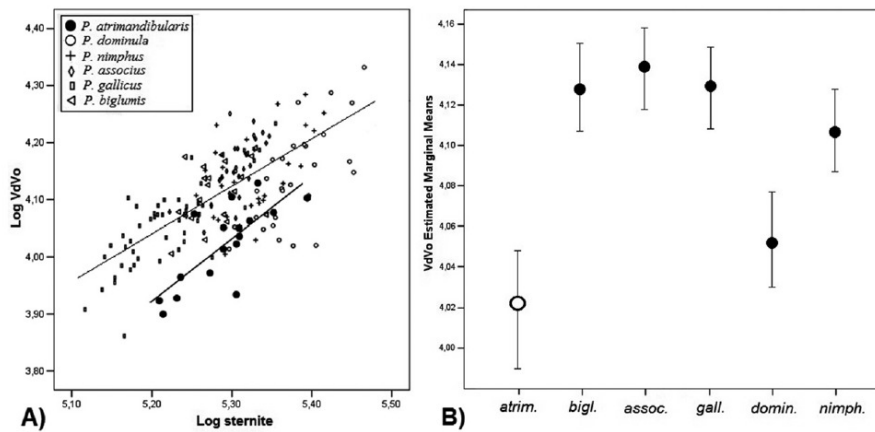 4,40
4,30
4,20
4,10
4,00
3,90
3,80
Log VdVo
P. atrimandibularis
P. dominula
P. nimphus
P. associus
P. gallicus
P. biglumis
5,10 5,20 5,30 5,40 5,50
Log sternite
A)
4,16
4,14
4,12
4,10
4,08
4,06
4,04
4,02
4,00
VdVo Estimated Marginal Means
atrim. bigl. assoc. gall. domin. nimph.
B)